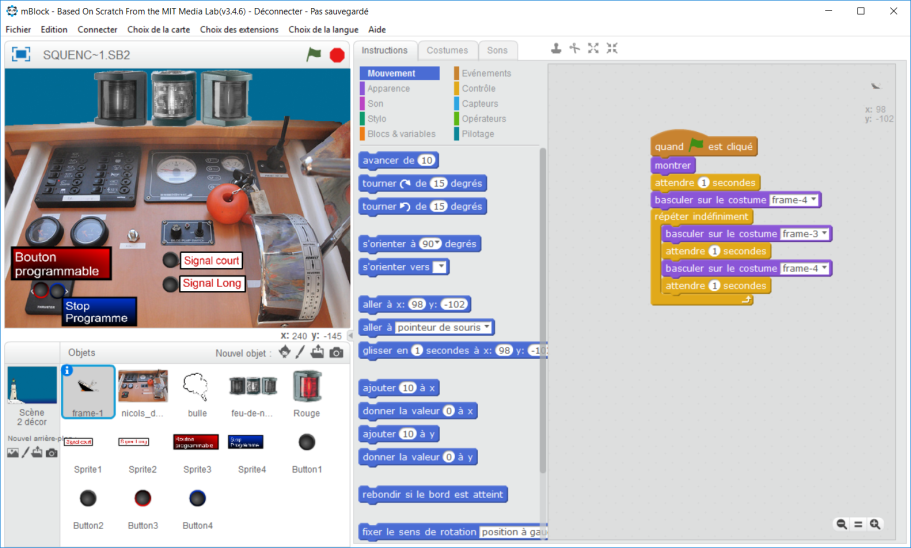 mBlock - Based On Scratch From the MIT Media Lab(v3.4.6) - Déconnecter - Pas sauvegardé
Fichier Edition Connecter Choix de la carte Choix des extensions Choix de la langue Aide
SQUENC~1.SB2
Bouton
programmable
Stop
Programme
Signal court
Signal Long
x: 240 y: -145
Objets
Nouvel objet :
Scène
2 décor
Nouvel arrière-pl
frame-1
nicols_d...
bulle
feu-de-n...
Rouge
Signal court
Signal Long
Bouton
programmable
Stop
Programme
Sprite1
Sprite2
Sprite3
Sprite4
Button1
Button2
Button3
Button4
Instructions
Costumes
Sons
Mouvement
Evénements
Apparence
Contrôle
Son
Capteurs
Stylo
Opérateurs
Blocs & variables
Pilotage
avancer de 10
tourner de 15 degrés
tourner de 15 degrés
s'orienter à 90 degrés
s'orienter vers
aller à x: 98 y: -102
aller à pointeur de souris
glisser en 1 secondes à x: 98 y: -10
ajouter 10 à x
donner la valeur 0 à x
ajouter 10 à y
donner la valeur 0 à y
rebondir si le bord est atteint
fixer le sens de rotation position à gau
x: 98
y: -102
quand est cliqué
montrer
attendre 1 secondes
basculer sur le costume frame-4
répéter indéfiniment
basculer sur le costume frame-3
attendre 1 secondes
basculer sur le costume frame-4
attendre 1 secondes